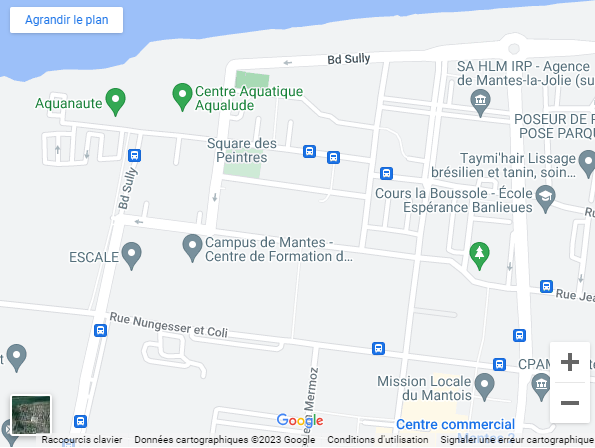 Agrandir le plan
Bd Sully
SA HLM IRP - Agence
de Mantes-la-Jolie (su
Centre Aquatique
Aqualude
Aquanaute
POSEUR DE P
POSE PARQU
Square des
Peintres
Taymi'hair Lissage
brésilien et tanin, soin…
Bd Sully
Cours la Boussole - École
Espérance Banlieues
Ru
Campus de Mantes -
Centre de Formation d…
ESCALE
Rue Jea
Rue Nungesser et Coli
t
CPAM
to
Mission Locale
du Mantois
Mermoz
Centre commercial
Google
Raccourcis clavier
Données cartographiques ©2023 Google
Conditions d'utilisation
Signaler une erreur cartographique